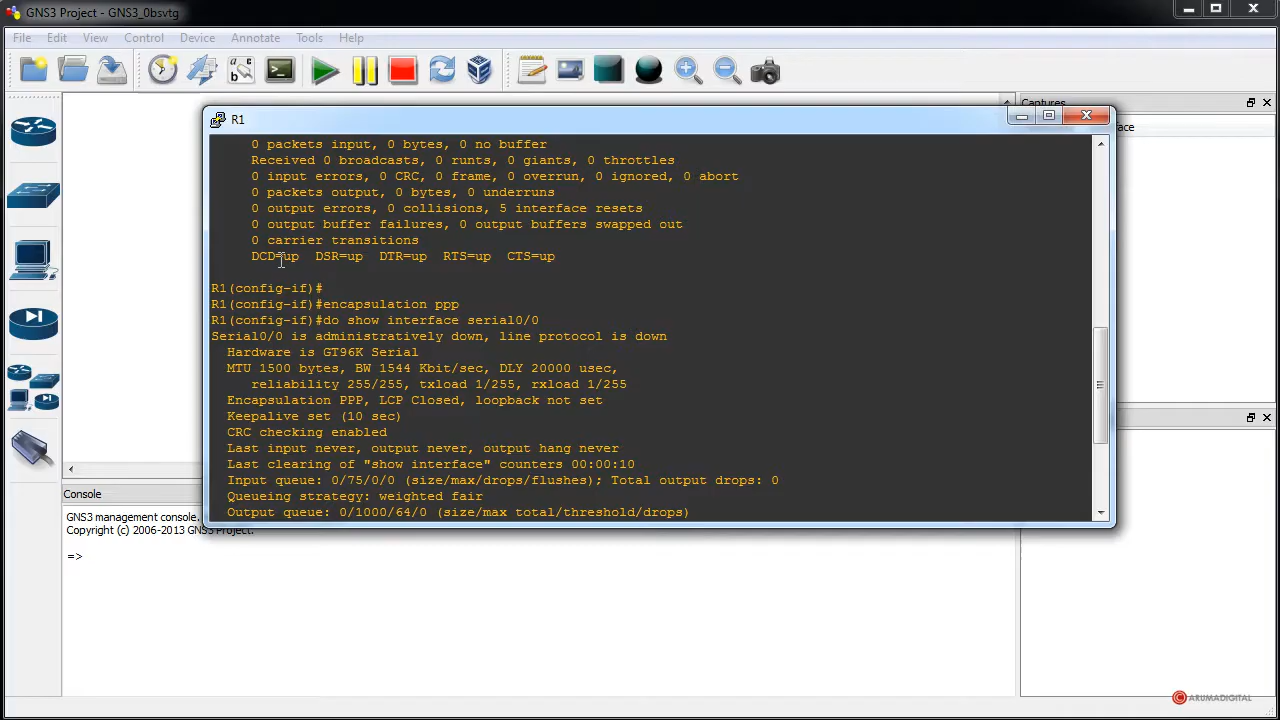 GNS3 Project - GNS3_0bsvtg
File Edit View Control Device Annotate Tools Help
a c
b
Captures
R1
0 packets input, 0 bytes, 0 no buffer
Received 0 broadcasts, 0 runts, 0 giants, 0 throttles
0 input errors, 0 CRC, 0 frame, 0 overrun, 0 ignored, 0 abort
0 packets output, 0 bytes, 0 underruns
0 output errors, 0 collisions, 5 interface resets
0 output buffer failures, 0 output buffers swapped out
0 carrier transitions
DCD=up DSR=up DTR=up RTS=up CTS=up
R1(config-if)#
R1(config-if)#encapsulation ppp
R1(config-if)#do show interface serial0/0
Serial0/0 is administratively down, line protocol is down
Hardware is GT96K Serial
MTU 1500 bytes, BW 1544 Kbit/sec, DLY 20000 usec,
reliability 255/255, txload 1/255, rxload 1/255
Encapsulation PPP, LCP Closed, loopback not set
Keepalive set (10 sec)
CRC checking enabled
Last input never, output never, output hang never
Last clearing of "show interface" counters 00:00:10
Input queue: 0/75/0/0 (size/max/drops/flushes); Total output drops: 0
Queueing strategy: weighted fair
Output queue: 0/1000/64/0 (size/max total/threshold/drops)
Console
GNS3 management console.
Copyright (c) 2006-2013 GNS3 Project.
=>
ARUMADIGITAL